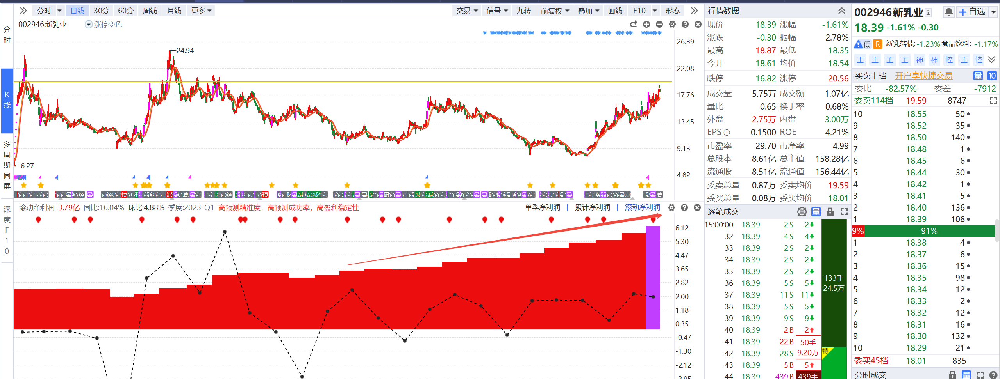 分时 日线 30分 60分 周线 月线 更多 交易 信号 九转 前复权 叠加 画线 F10 形态
002946 新乳业 涨停变色
分时
K线
多周期同屏
深度F10
26.39
24.94
22.08
17.76
13.45
9.13
6.27
4.82
滚动净利润 3.79亿 同比:16.04% 环比:4.88% 季度:2023-Q1 高预测精准度，高预测成功率，高盈利稳定性
单季净利润 | 累计净利润 | 滚动净利润
6.12
5.30
4.47
3.65
2.82
2.00
1.18
0.35
-0.47
-1.30
-2.12
-2.95
行情数据
现价 18.39 涨幅 -1.61%
涨跌 -0.30 振幅 2.78%
最高 18.87 最低 18.35
今开 18.61 均价 18.54
跌停 16.82 涨停 20.56
成交量 5.75万 成交额 1.07亿
量比 0.65 换手率 0.68%
外盘 2.75万 内盘 3.00万
EPS ① 0.1500 ROE 4.21%
市盈率 29.70 市净率 4.99
总股本 8.61亿 总市值 158.28亿
流通股 8.51亿 流通值 156.44亿
委卖总量 0.87万 委卖均价 19.59
委买总量 0.08万 委买均价 18.01
逐笔成交 单 量
15:00:00 18.39 2 S 2
32 18.39 4 S 4
33 18.39 2 S 2
34 18.39 2 S 2
35 18.39 2 S 2
36 18.39 5 S 5
37 18.39 11 S 11
38 18.39 5 S 5
39 18.39 9 S 9
40 18.39 2 B 2
41 18.39 22 B 50手
42 18.39 28 S 9.20万
43 18.39 5 B 5
44 18.39 439 B 439手
133手
24.5万
特
002946 新乳业 自选
18.39 -1.61% -0.30
低 R 新乳转债: -1.23% 食品饮料: -1.17%
主 主 主 主 神 神 控 主 控
买卖十档 开户享快捷交易 量 10
委比 -82.57% 委差 -7912
委卖114档 19.59 8747
10 18.55 50
9 18.52 35
8 18.50 140
7 18.48 1
6 18.45 6
5 18.44 30
4 18.42 1
3 18.41 5
2 18.40 136
1 18.39 106
9% 91%
1 18.38 4
2 18.37 6
3 18.36 15
4 18.35 98
5 18.34 12
6 18.33 2
7 18.32 12
8 18.31 16
9 18.30 132
10 18.29 21
委买45档 18.01 835
分时成交 量